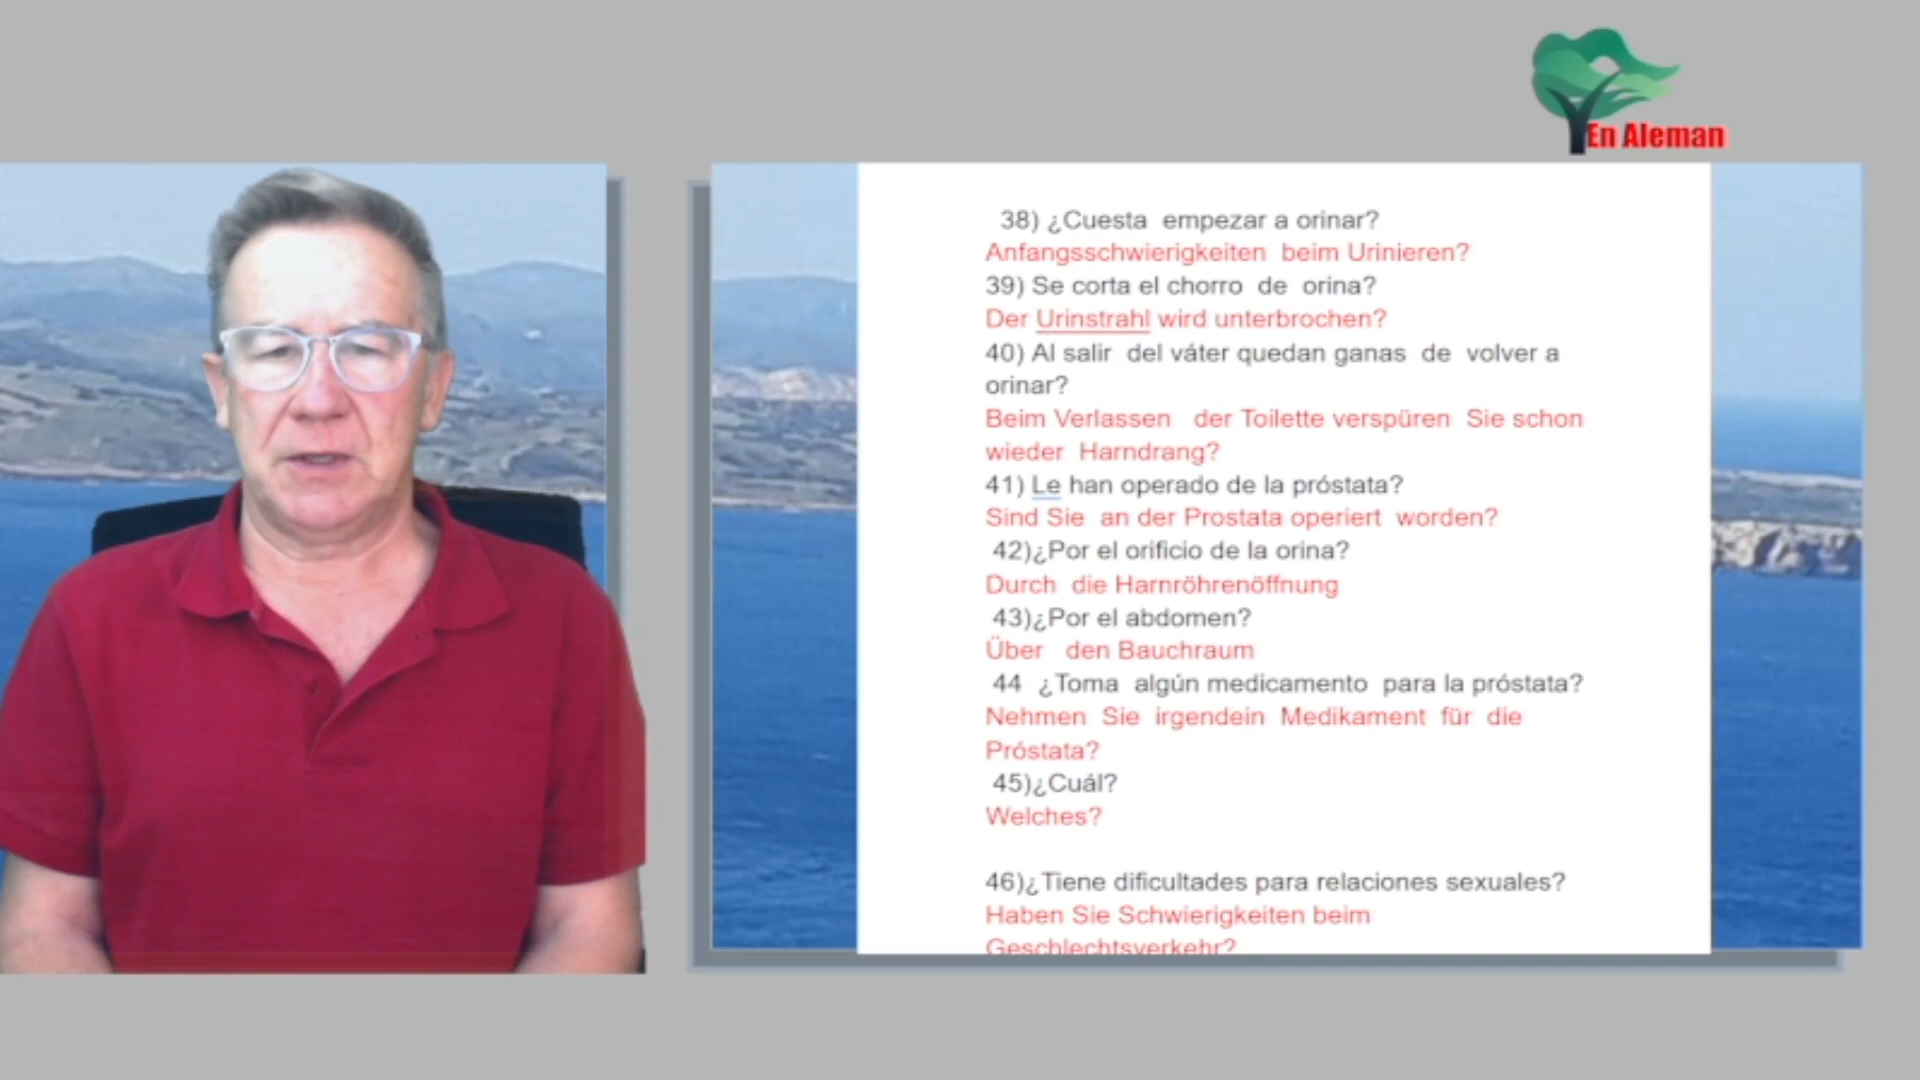 En Aleman
38) ¿Cuesta empezar a orinar?
Anfangsschwierigkeiten beim Urinieren?
39) Se corta el chorro de orina?
Der Urinstrahl wird unterbrochen?
40) Al salir del váter quedan ganas de volver a
orinar?
Beim Verlassen der Toilette verspüren Sie schon
wieder Harndrang?
41) Le han operado de la próstata?
Sind Sie an der Prostata operiert worden?
42)¿Por el orificio de la orina?
Durch die Harnröhrenöffnung
43)¿Por el abdomen?
Über den Bauchraum
44 ¿Toma algún medicamento para la próstata?
Nehmen Sie irgendein Medikament für die
Próstata?
45)¿Cuál?
Welches?
46)¿Tiene dificultades para relaciones sexuales?
Haben Sie Schwierigkeiten beim
Geschlechtsverkehr?